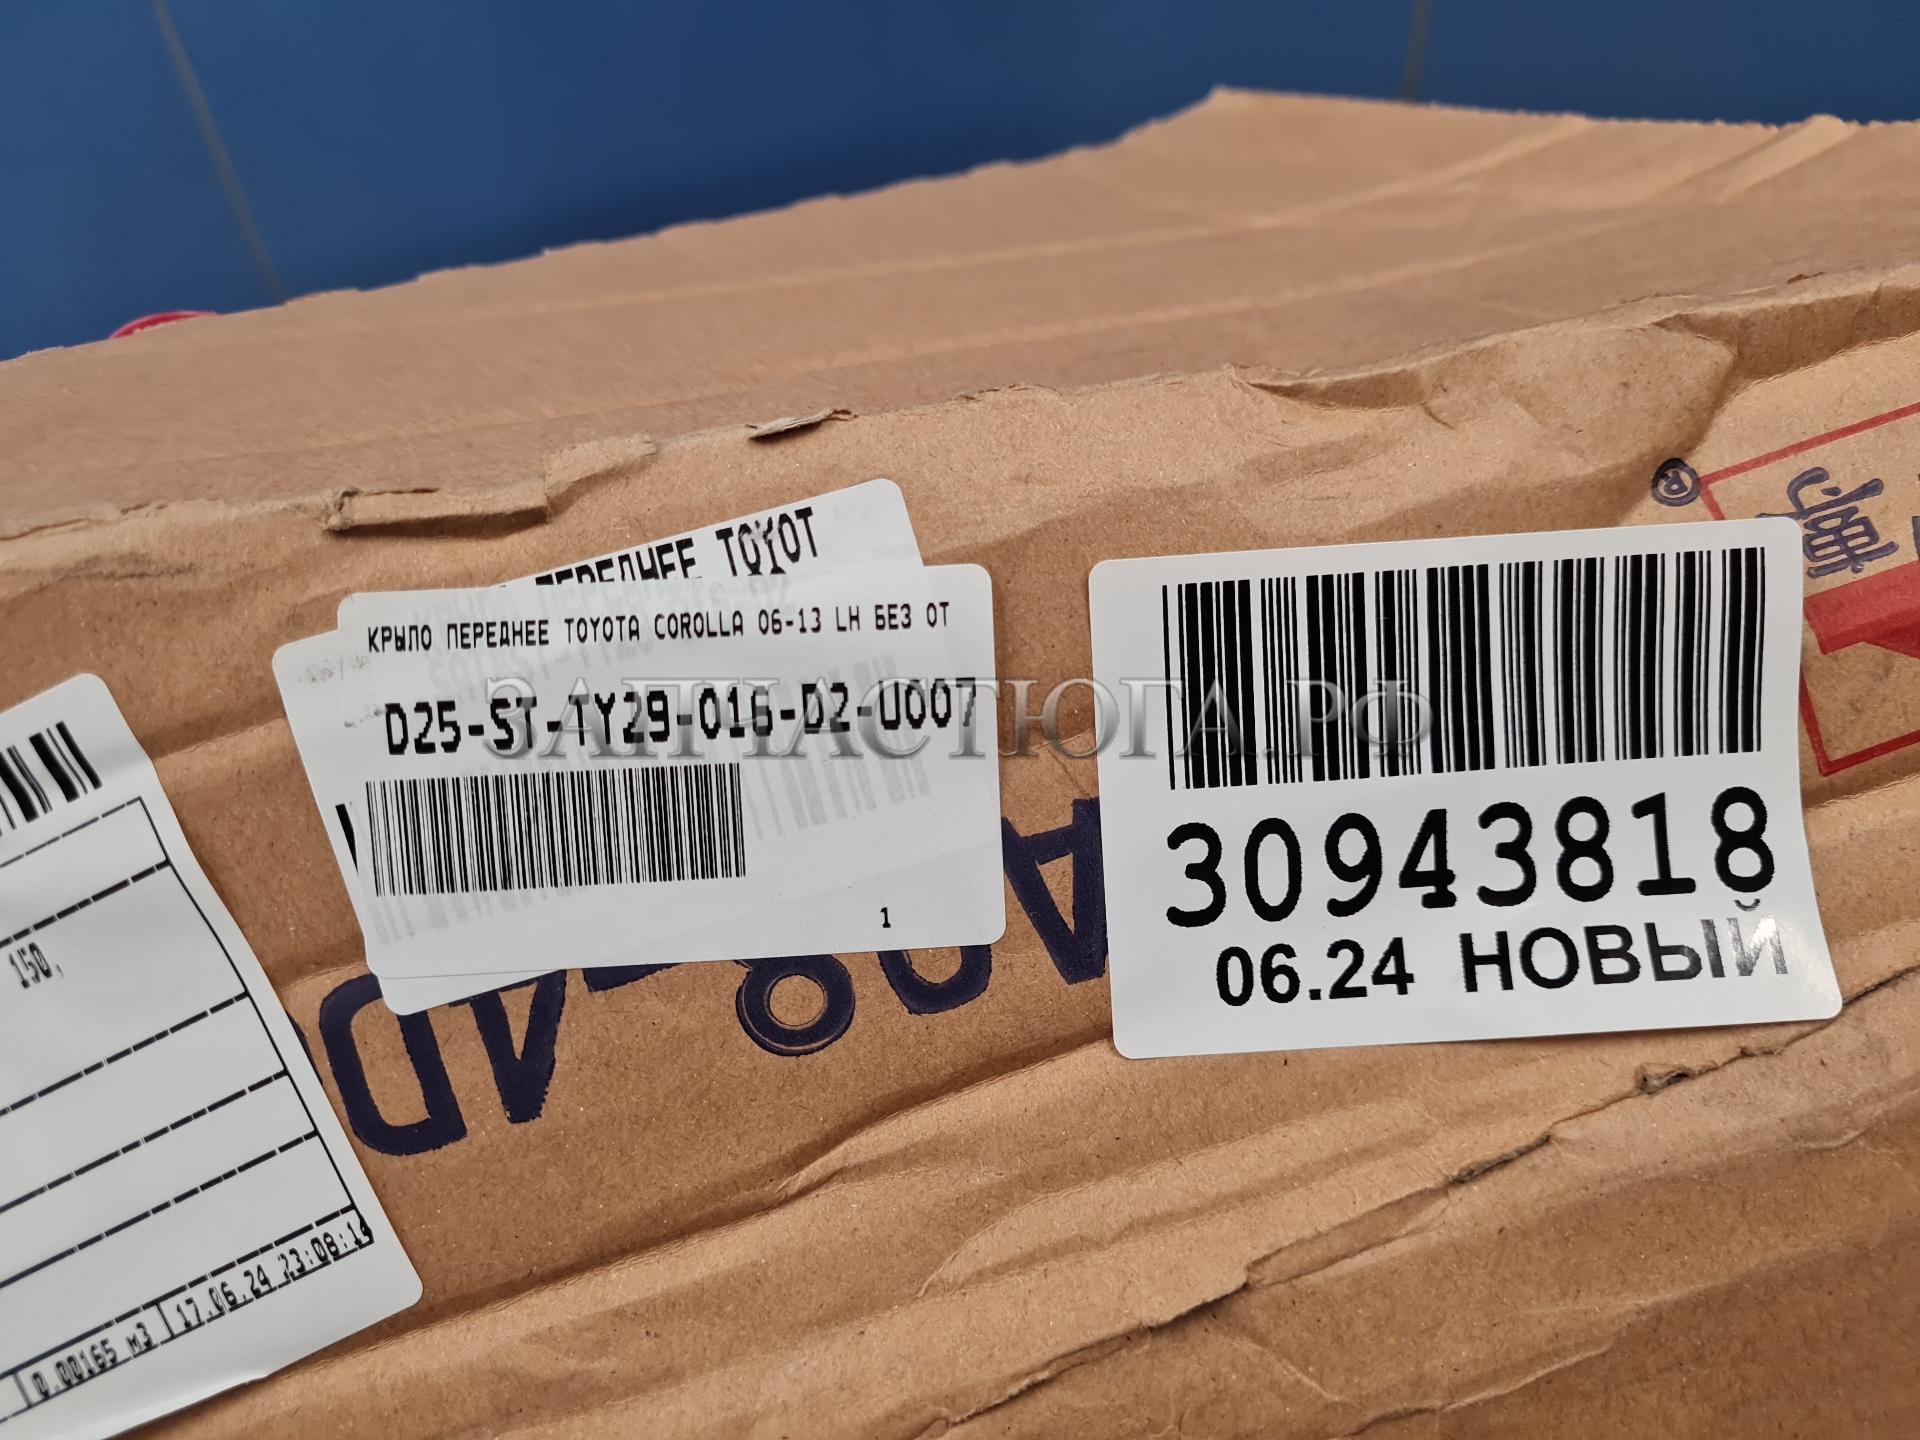 ПЕРЕДНЕЕ TOYOT
КРЫЛО ПЕРЕДНЕЕ TOYOTA COROLLA 06-13 LH БЕЗ ОТ
D25-ST-TY29-016-D2-U007
1
ЗАПЧАСТЮГА.РФ
®
30943818
06.24 НОВЫЙ
150,
0.00165 м3 17.06.24 23:08:14